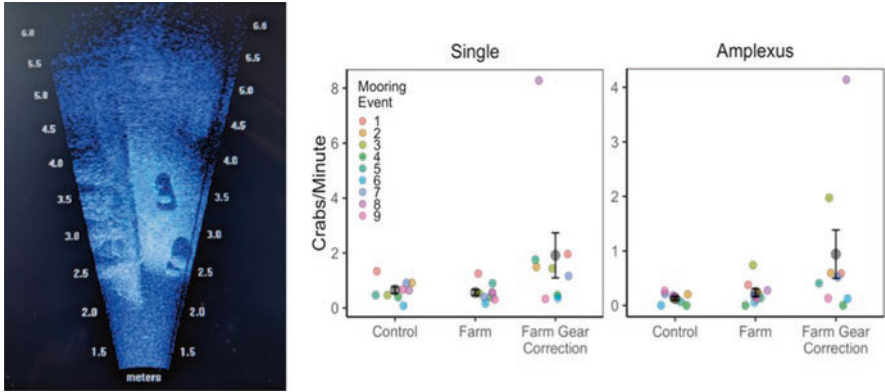 6.0
6.0
5.5
5.5
5.0
5.0
4.5
4.5
4.0
4.0
3.5
3.5
3.0
3.0
2.5
2.5
2.0
2.0
1.5
1.5
meters
Single
Amplexus
Crabs/Minute
8
6
4
2
0
Mooring
Event
1
2
3
4
5
6
7
8
9
Control
Farm
Farm Gear
Correction
4
3
2
1
0
Control
Farm
Farm Gear
Correction